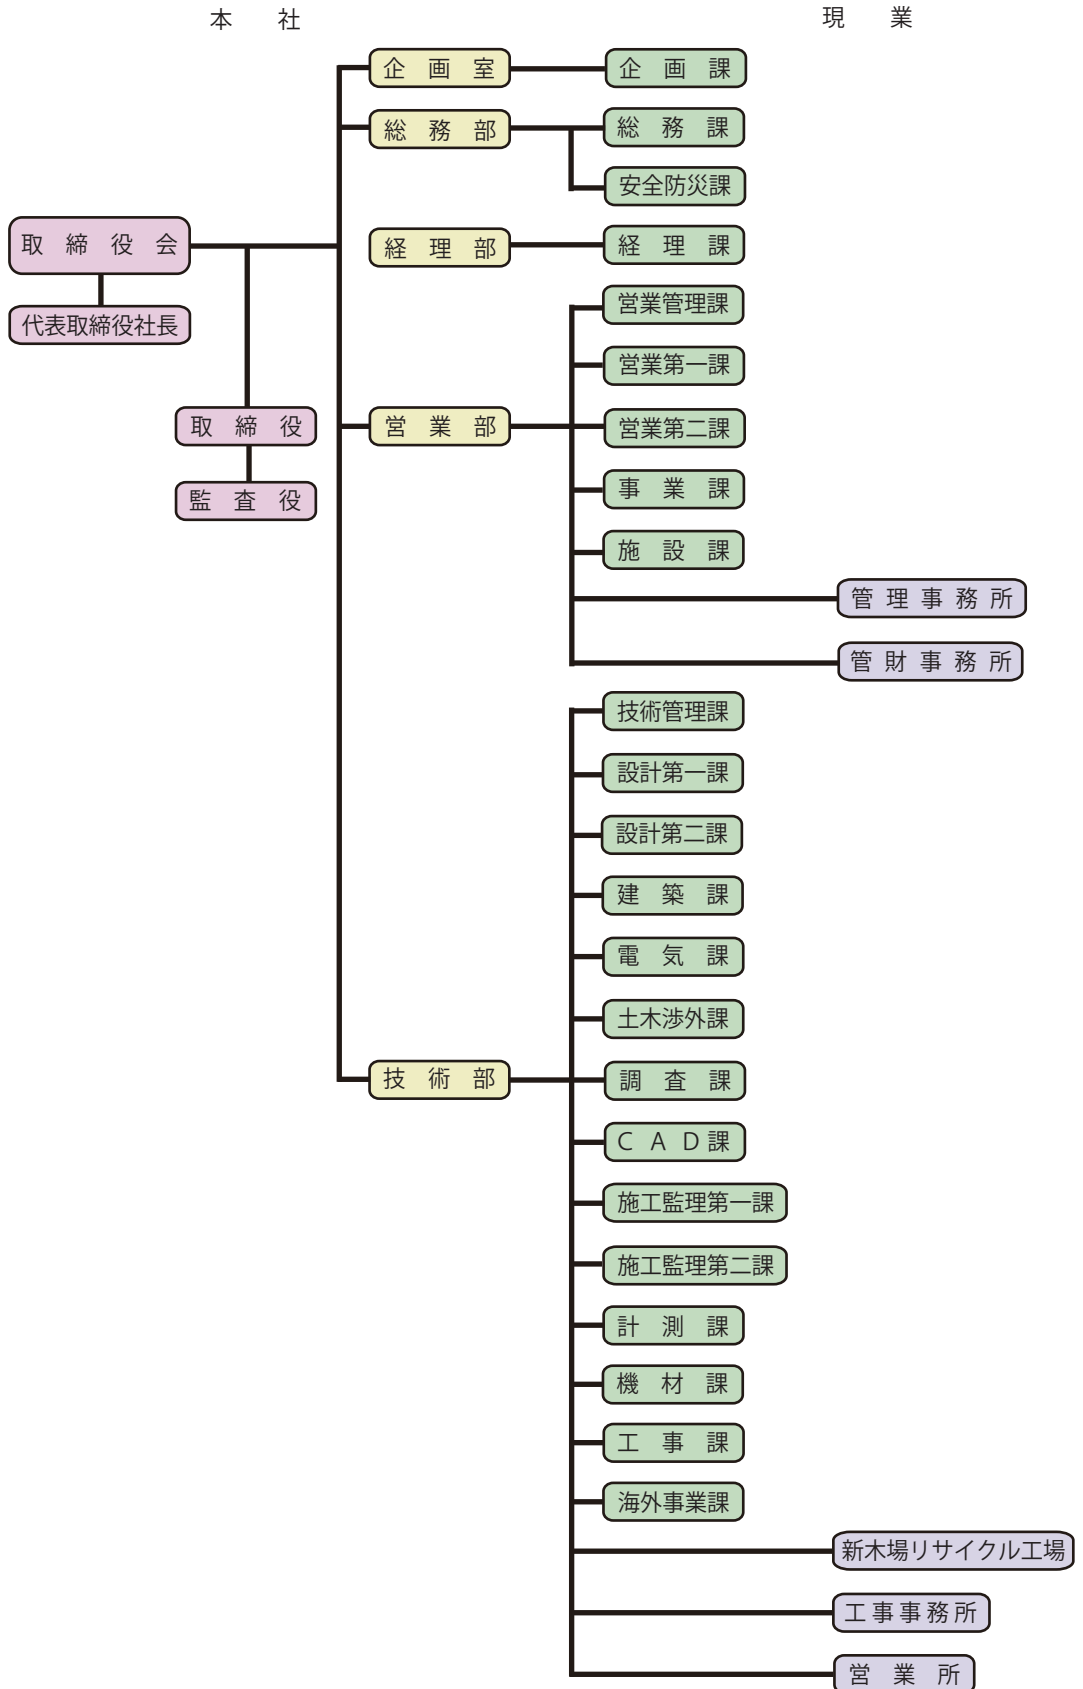 本社
現業
企画室
企画課
総務部
総務課
安全防災課
取締役会
代表取締役社長
経理部
経理課
営業管理課
営業第一課
取締役
監査役
営業部
営業第二課
事業課
施設課
管理事務所
管財事務所
技術管理課
設計第一課
設計第二課
建築課
電気課
土木渉外課
技術部
調査課
CAD課
施工監理第一課
施工監理第二課
計測課
機材課
工事課
海外事業課
新木場リサイクル工場
工事事務所
営業所